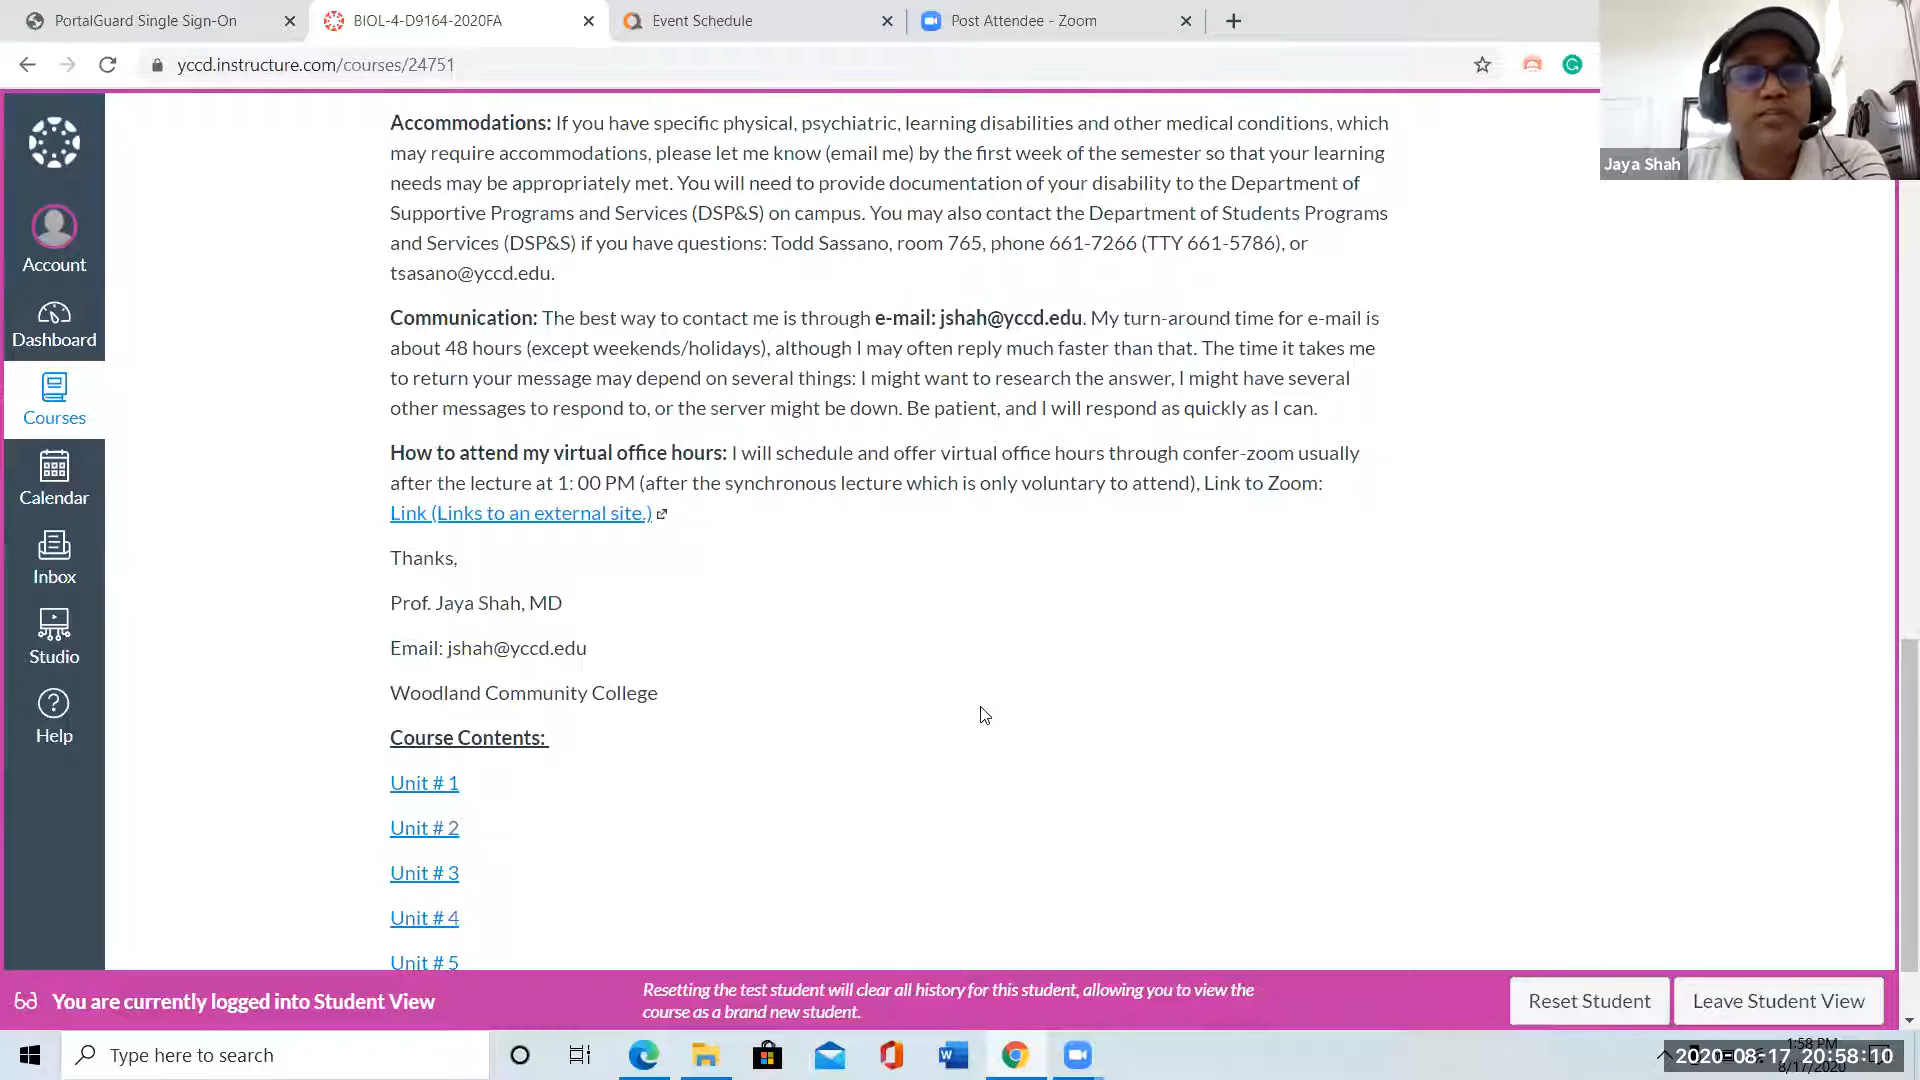 PortalGuard Single Sign-On
BIOL-4-D9164-2020FA
Event Schedule
Post Attendee - Zoom
yccd.instructure.com/courses/24751
Jaya Shah
Account
Dashboard
Courses
Calendar
Inbox
Studio
Help
Accommodations: If you have specific physical, psychiatric, learning disabilities and other medical conditions, which
may require accommodations, please let me know (email me) by the first week of the semester so that your learning
needs may be appropriately met. You will need to provide documentation of your disability to the Department of
Supportive Programs and Services (DSP&S) on campus. You may also contact the Department of Students Programs
and Services (DSP&S) if you have questions: Todd Sassano, room 765, phone 661-7266 (TTY 661-5786), or
tsasano@yccd.edu.
Communication: The best way to contact me is through e-mail: jshah@yccd.edu. My turn-around time for e-mail is
about 48 hours (except weekends/holidays), although I may often reply much faster than that. The time it takes me
to return your message may depend on several things: I might want to research the answer, I might have several
other messages to respond to, or the server might be down. Be patient, and I will respond as quickly as I can.
How to attend my virtual office hours: I will schedule and offer virtual office hours through confer-zoom usually
after the lecture at 1: 00 PM (after the synchronous lecture which is only voluntary to attend), Link to Zoom:
Link (Links to an external site.)
Thanks,
Prof. Jaya Shah, MD
Email: jshah@yccd.edu
Woodland Community College
Course Contents:
Unit # 1
Unit # 2
Unit # 3
Unit # 4
Unit # 5
You are currently logged into Student View
Resetting the test student will clear all history for this student, allowing you to view the
course as a brand new student.
Reset Student
Leave Student View
Type here to search
1:58 PM
2020-08-17 20:58:10
8/17/2020